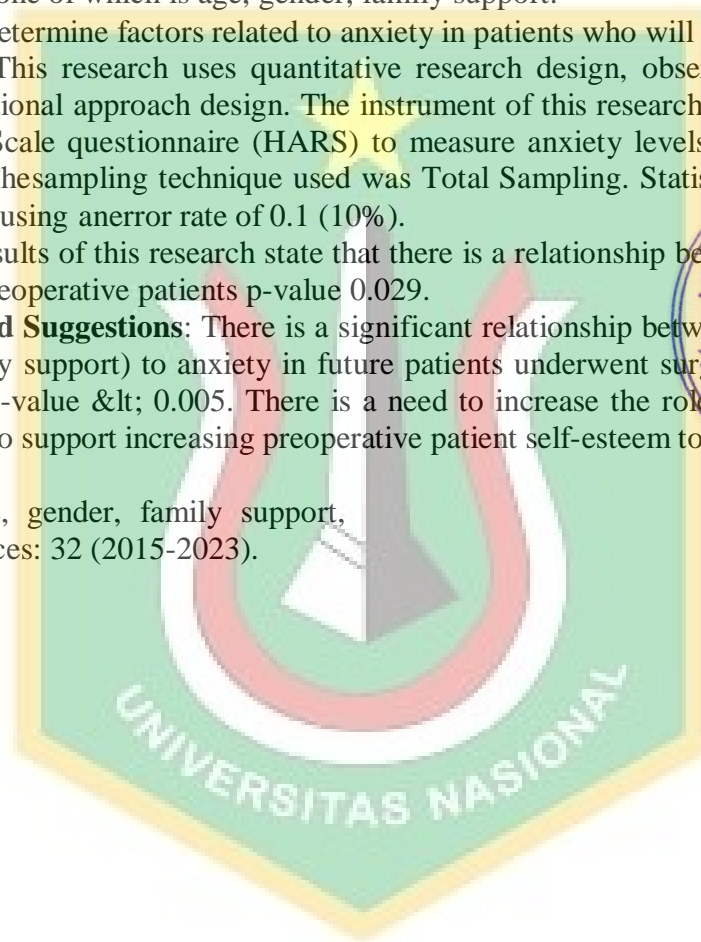 one of which is age, gender, family support.
etermine factors related to anxiety in patients who will
This research uses quantitative research design, obser
ional approach design. The instrument of this research
Scale questionnaire (HARS) to measure anxiety levels
hesampling technique used was Total Sampling. Statis
using anerror rate of 0.1 (10%).
sults of this research state that there is a relationship be
eoperative patients p-value 0.029.
d Suggestions: There is a significant relationship betw
y support) to anxiety in future patients underwent sur
-value &lt; 0.005. There is a need to increase the rol
o support increasing preoperative patient self-esteem to
, gender, family support,
ces: 32 (2015-2023).
UNIVERSITAS NASIONAL